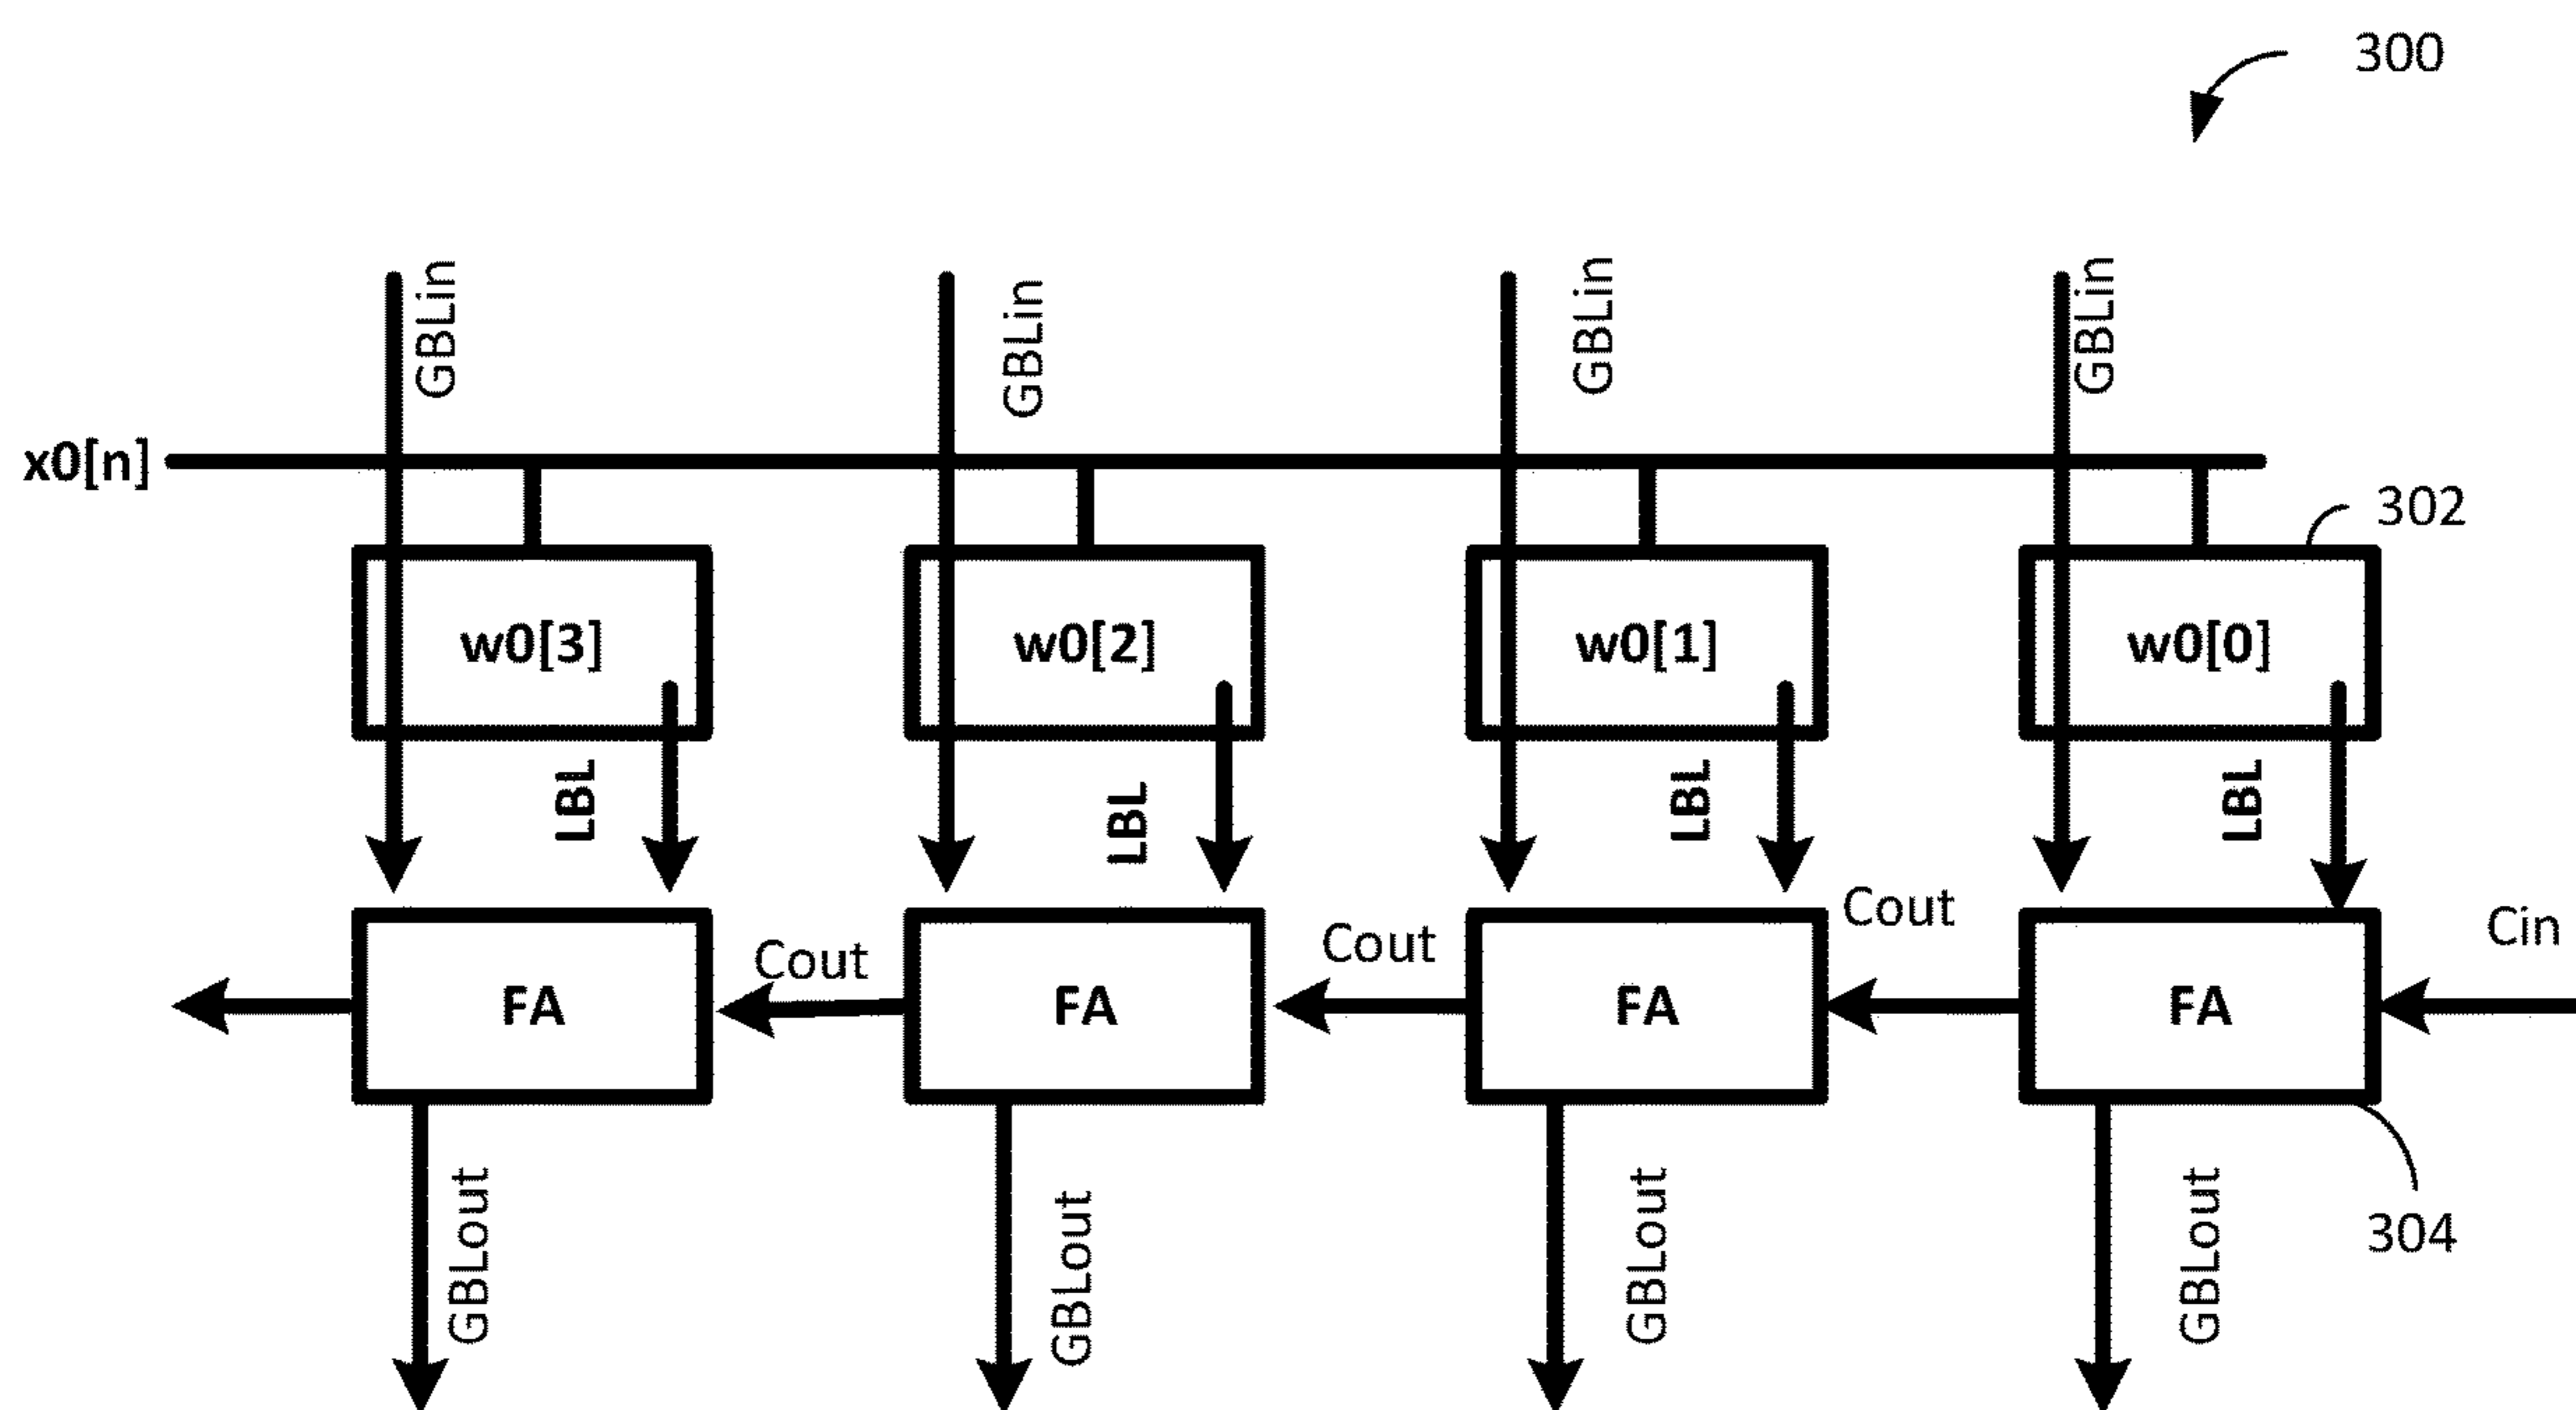 300
GBLin
GBLin
GBLin
GBLin
x0[n]
302
w0[3]
w0[2]
w0[1]
w0[0]
LBL
LBL
LBL
LBL
Cout
Cout
Cout
Cin
FA
FA
FA
FA
GBLout
GBLout
GBLout
GBLout
304